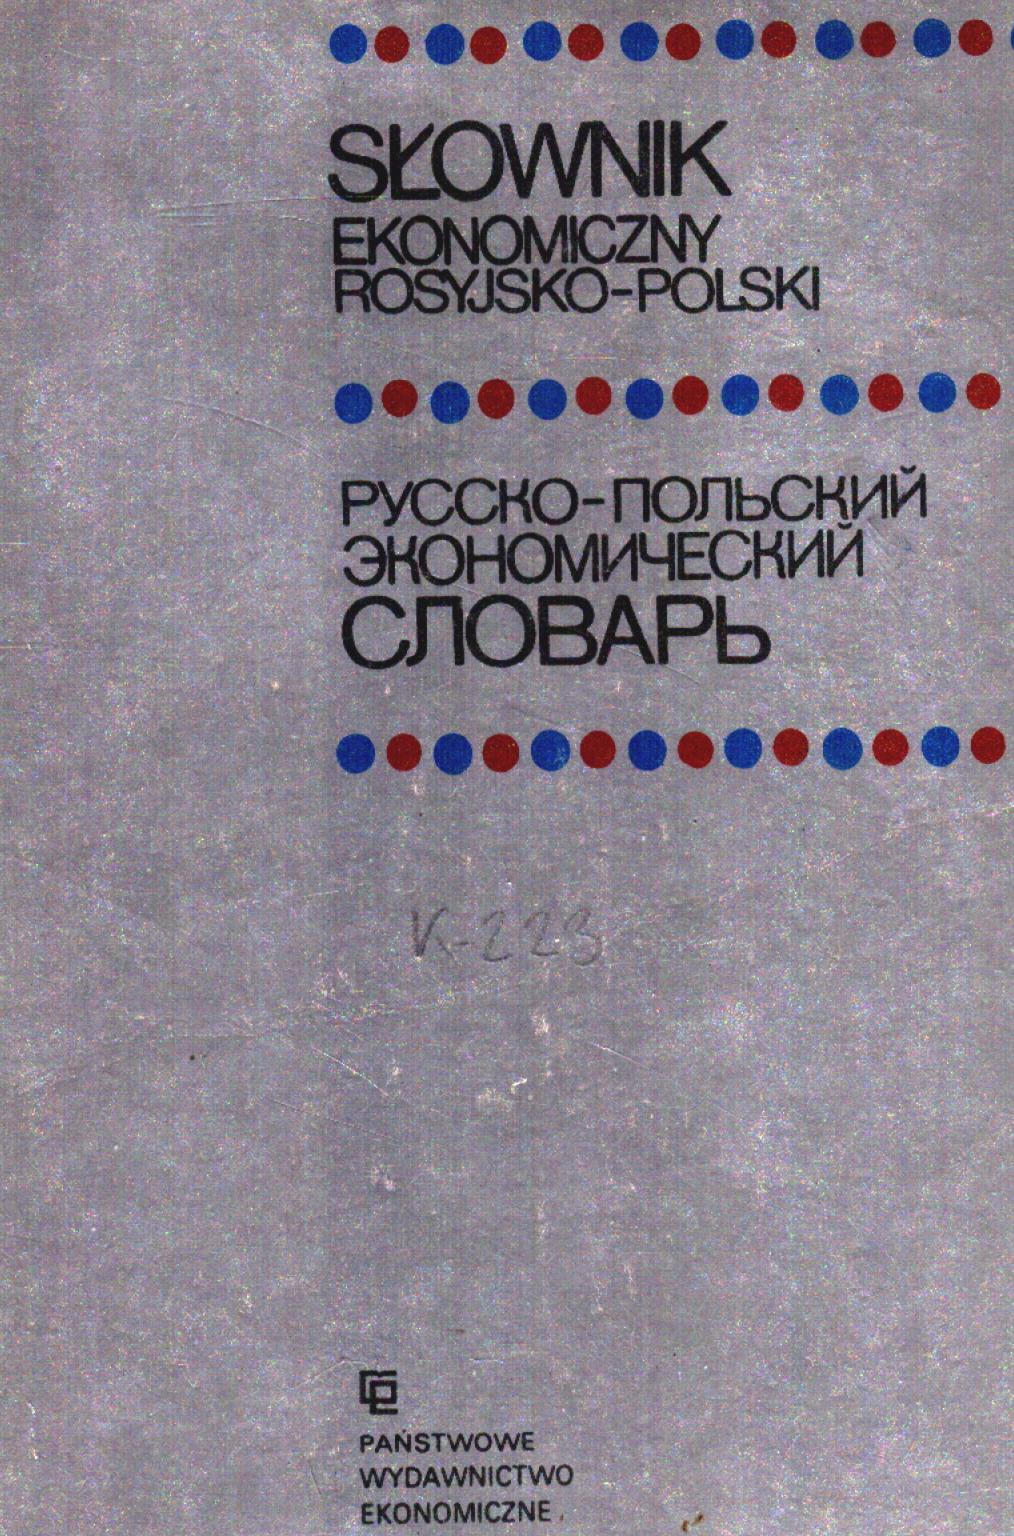 SŁOWNIK
EKONOMICZNY
ROSYJSKO-POLSKI
РУССКО-ПОЛЬСКИЙ
ЭКОНОМИЧЕСКИЙ
СЛОВАРЬ
K-223
PAŃSTWOWE
WYDAWNICTWO
EKONOMICZNE